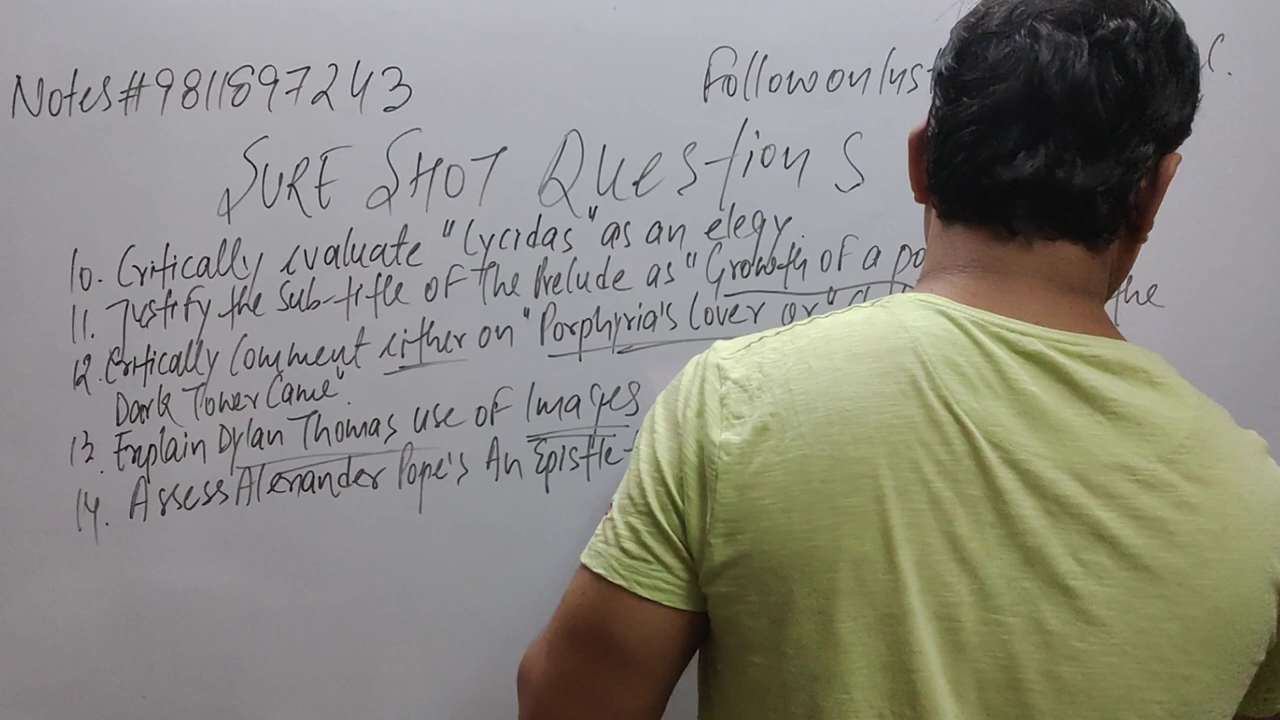 Notes#9811897243
Follow on Inst
SURE SHOT QUESTIONS
10. Critically evaluate "Lycidas" as an elegy.
11. Justify the Sub-title of The Prelude as "Growth of a po
12. Critically Comment either on "Porphyria's Lover or" the
Dark Tower Came".
13. Explain Dylan Thomas use of Images
14. Assess Alexander Pope's An Epistle